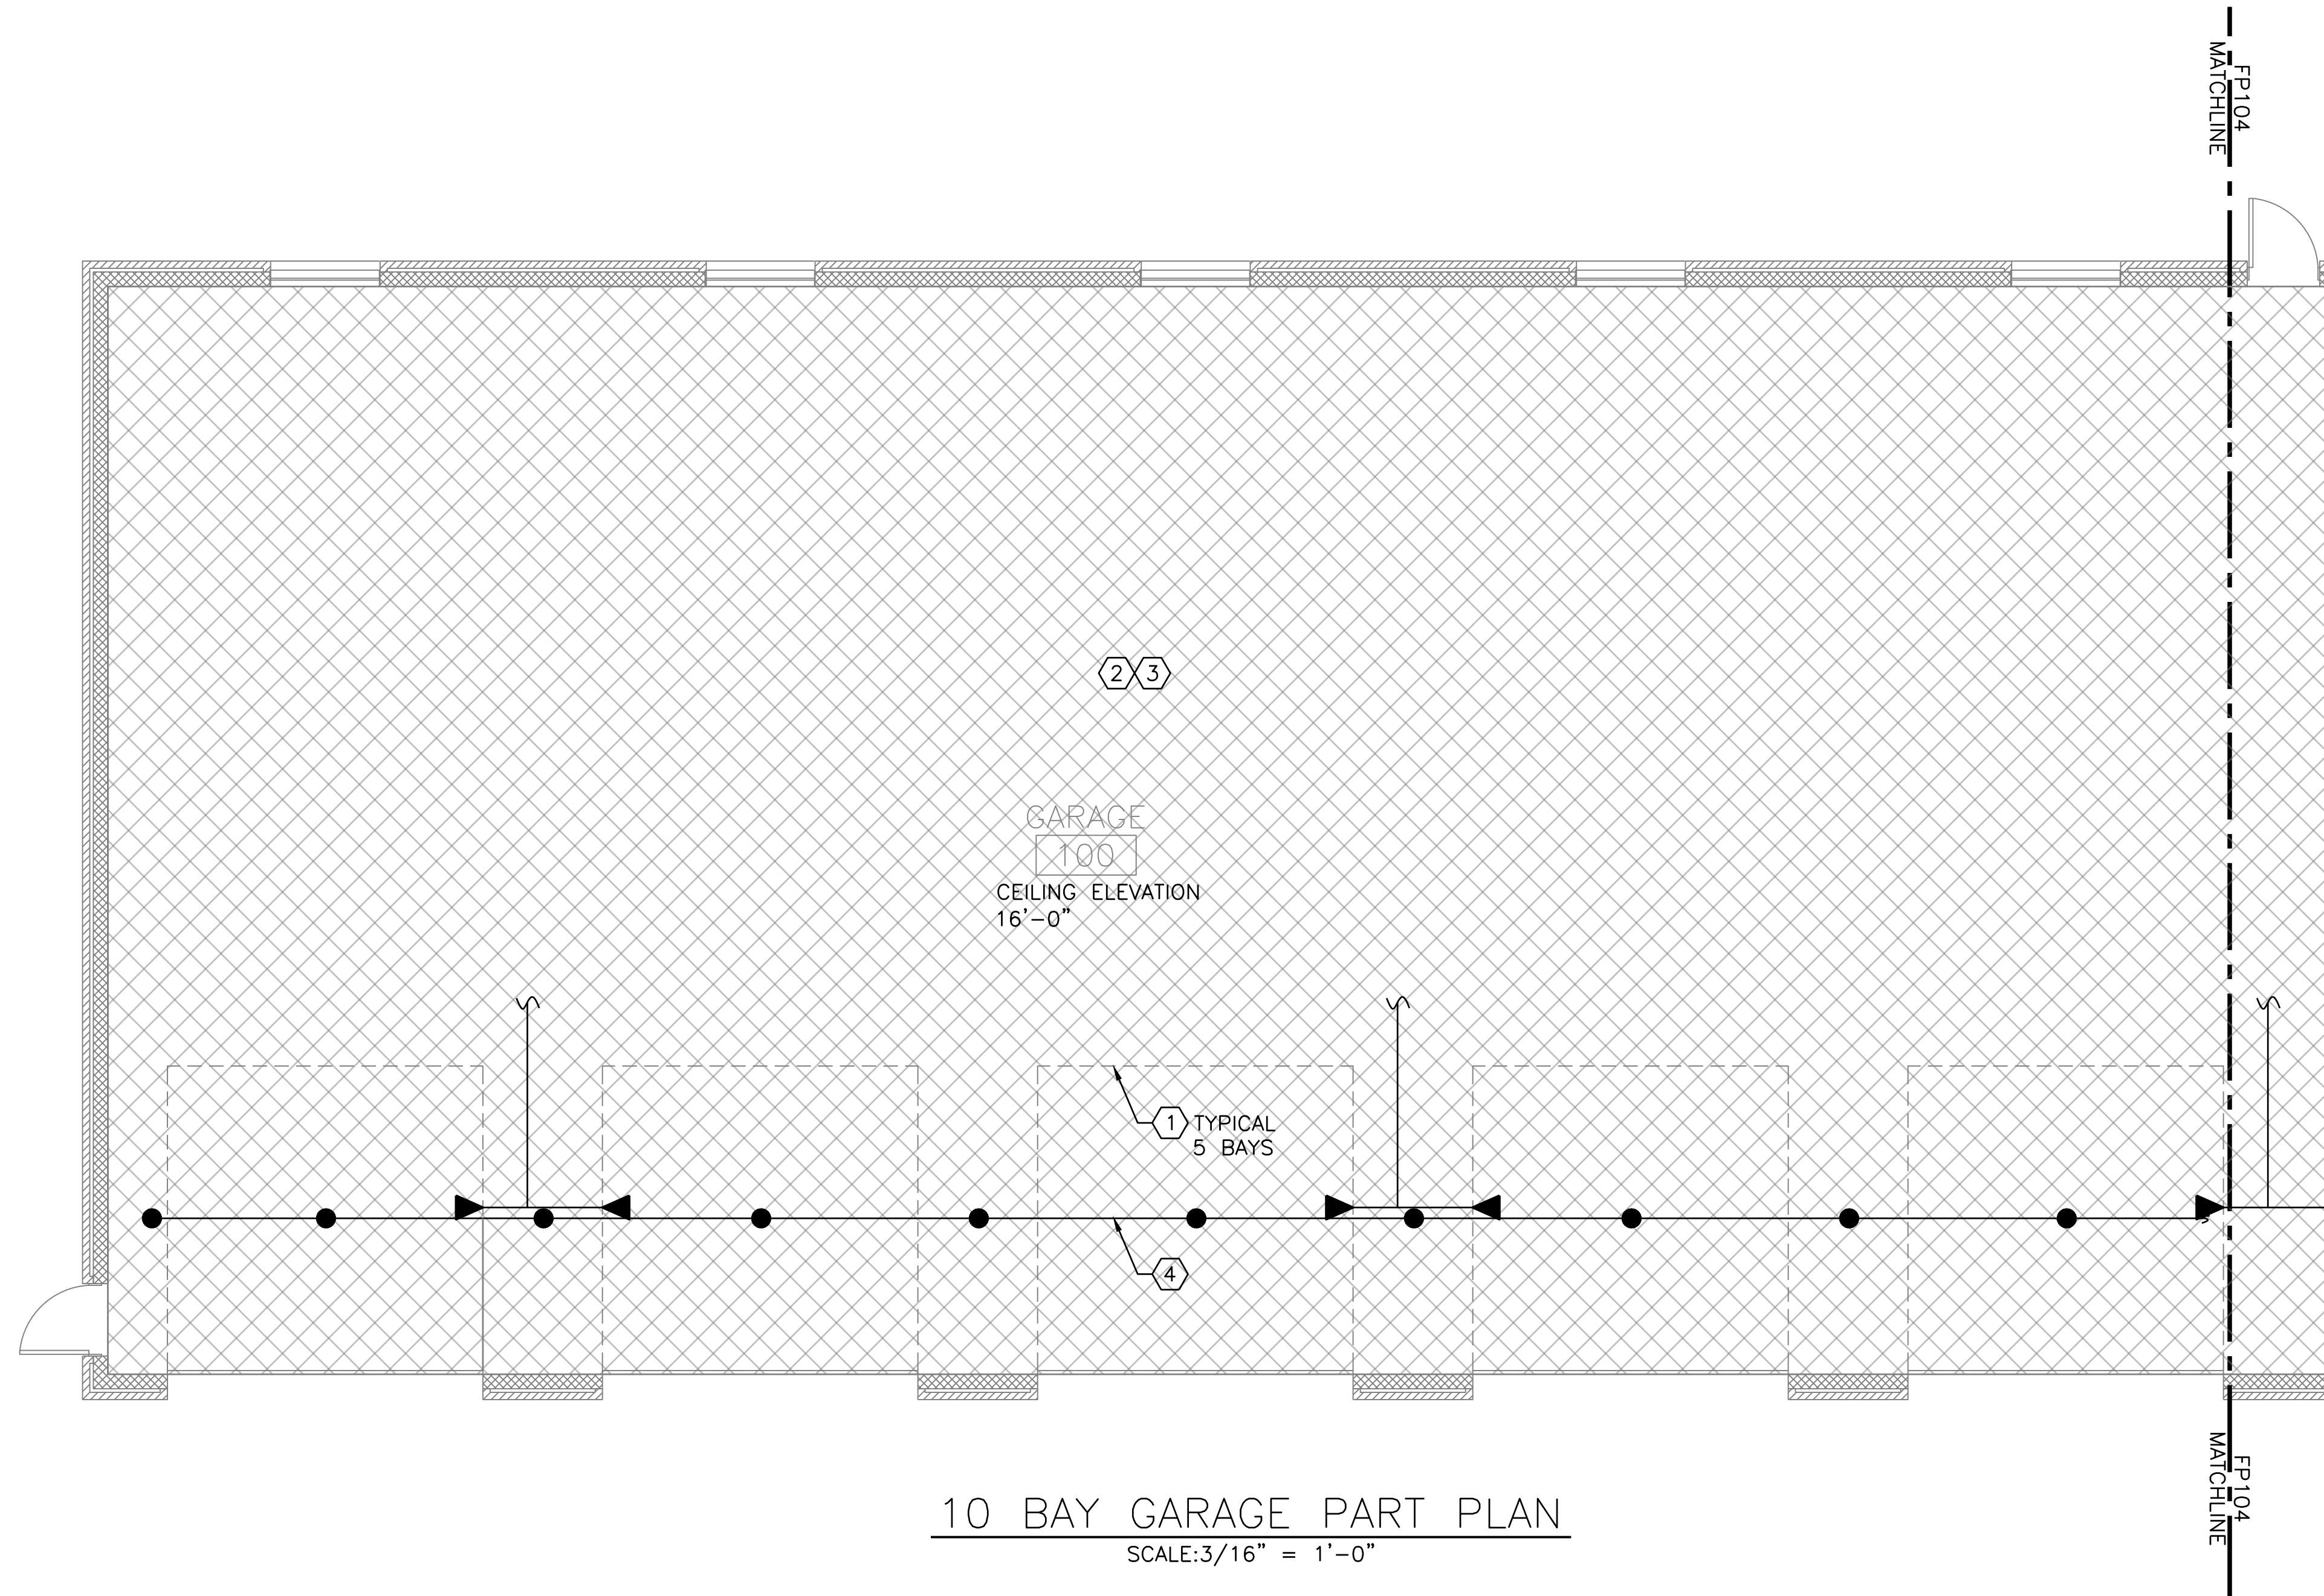 FP104
MATCHLINE
2 3
GARAGE
100
CEILING ELEVATION
16'-0"
1 TYPICAL
5 BAYS
4
FP104
MATCHLINE
10 BAY GARAGE PART PLAN
SCALE:3/16" = 1'-0"